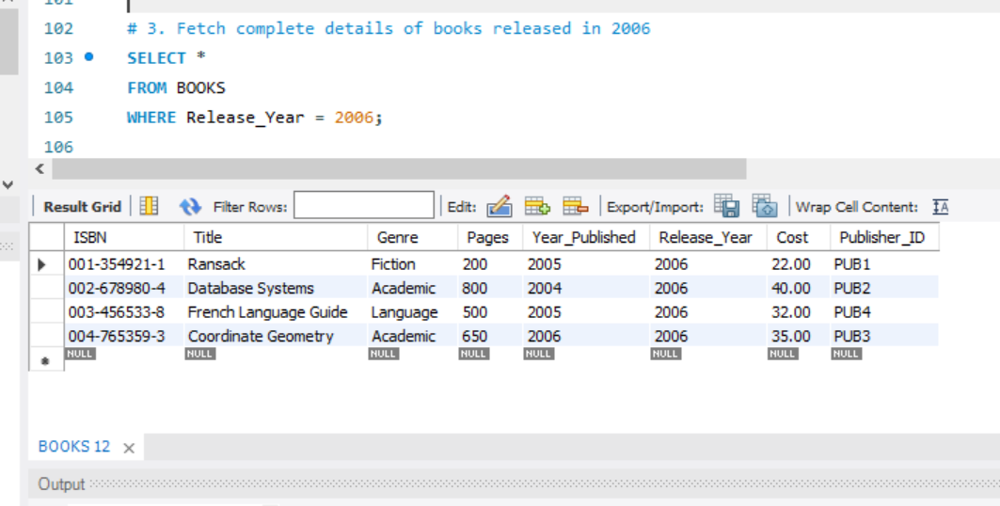 101
102 # 3. Fetch complete details of books released in 2006
103 SELECT *
104 FROM BOOKS
105 WHERE Release_Year = 2006;
106
Result Grid Filter Rows: Edit: Export/Import: Wrap Cell Content:
ISBN Title Genre Pages Year_Published Release_Year Cost Publisher_ID
001-354921-1 Ransack Fiction 200 2005 2006 22.00 PUB1
002-678980-4 Database Systems Academic 800 2004 2006 40.00 PUB2
003-456533-8 French Language Guide Language 500 2005 2006 32.00 PUB4
004-765359-3 Coordinate Geometry Academic 650 2006 2006 35.00 PUB3
NULL NULL NULL NULL NULL NULL NULL NULL
BOOKS 12
Output